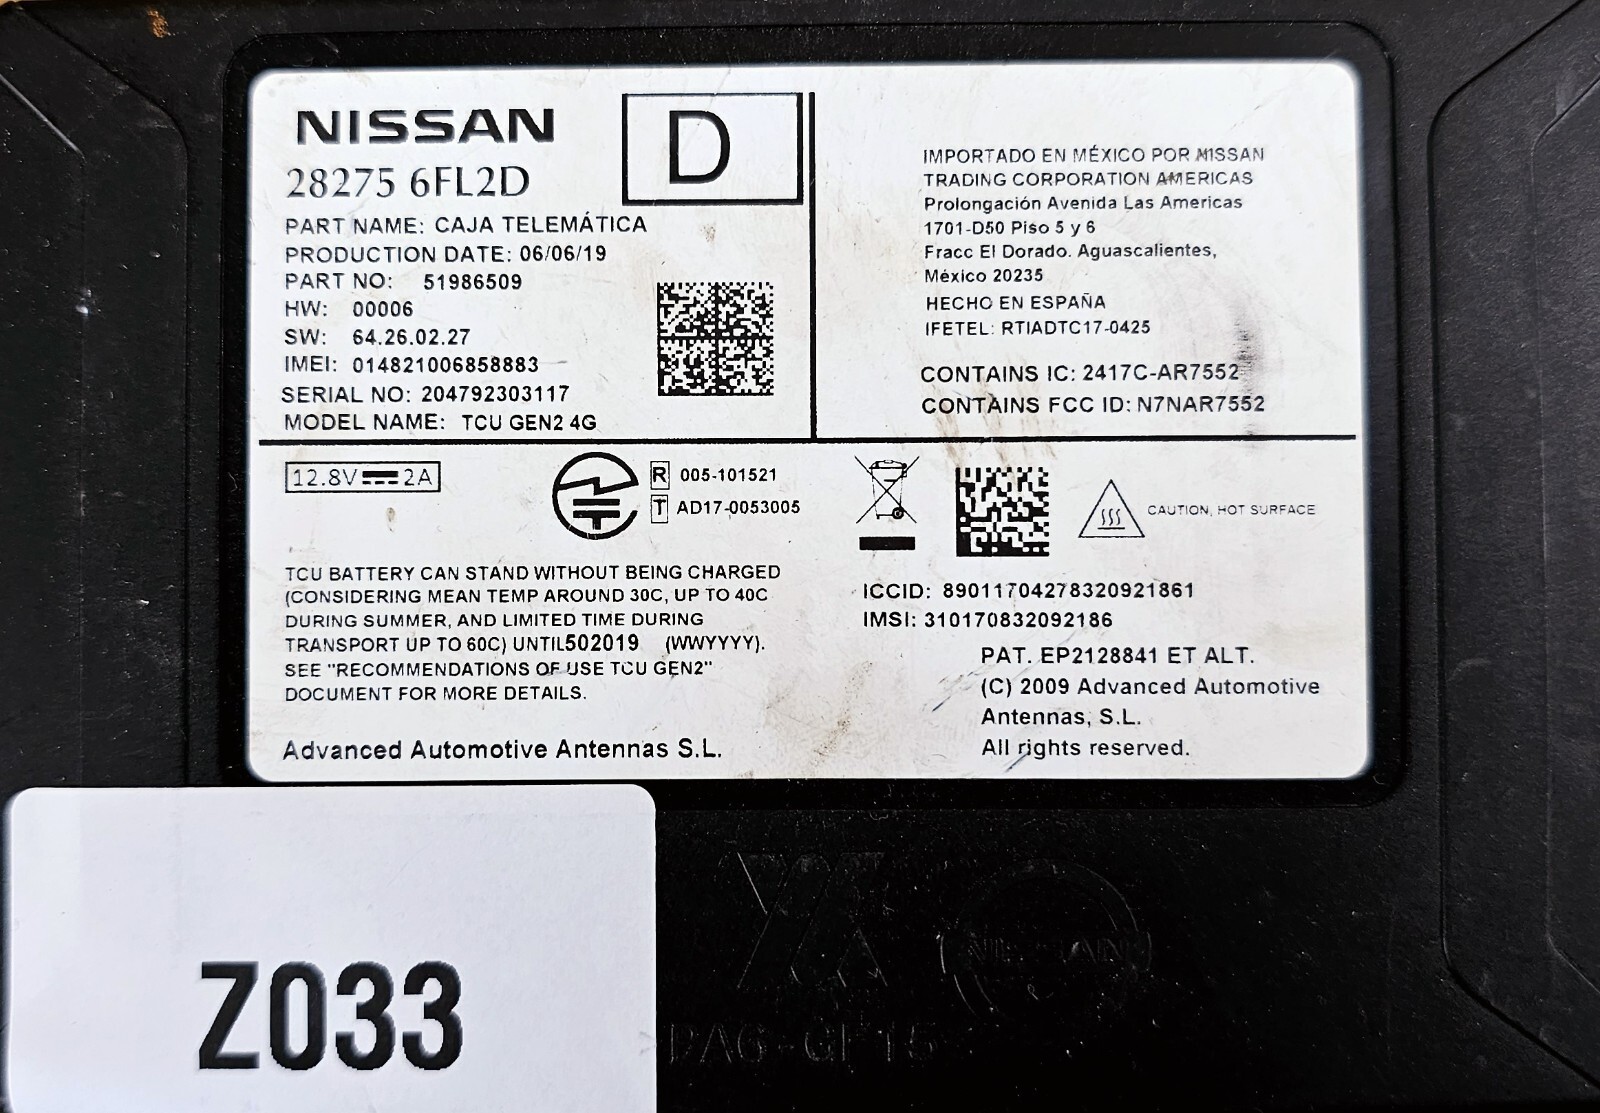 NISSAN
D
28275 6FL2D
PART NAME: CAJA TELEMÁTICA
PRODUCTION DATE: 06/06/19
PART NO: 51986509
HW: 00006
SW: 64.26.02.27
IMEI: 014821006858883
SERIAL NO: 204792303117
MODEL NAME: TCU GEN2 4G
IMPORTADO EN MÉXICO POR NISSAN
TRADING CORPORATION AMERICAS
Prolongación Avenida Las Americas
1701-D50 Piso 5 y 6
Fracc El Dorado. Aguascalientes,
México 20235
HECHO EN ESPAÑA
IFETEL: RTIADTC17-0425
CONTAINS IC: 2417C-AR7552
CONTAINS FCC ID: N7NAR7552
12.8V 2A
R 005-101521
T AD17-0053005
CAUTION, HOT SURFACE
TCU BATTERY CAN STAND WITHOUT BEING CHARGED
(CONSIDERING MEAN TEMP AROUND 30C, UP TO 40C
DURING SUMMER, AND LIMITED TIME DURING
TRANSPORT UP TO 60C) UNTIL502019 (WWYYYY).
SEE "RECOMMENDATIONS OF USE TCU GEN2"
DOCUMENT FOR MORE DETAILS.
Advanced Automotive Antennas S.L.
ICCID: 89011704278320921861
IMSI: 310170832092186
PAT. EP2128841 ET ALT.
(C) 2009 Advanced Automotive
Antennas, S.L.
All rights reserved.
Z033
NISSAN